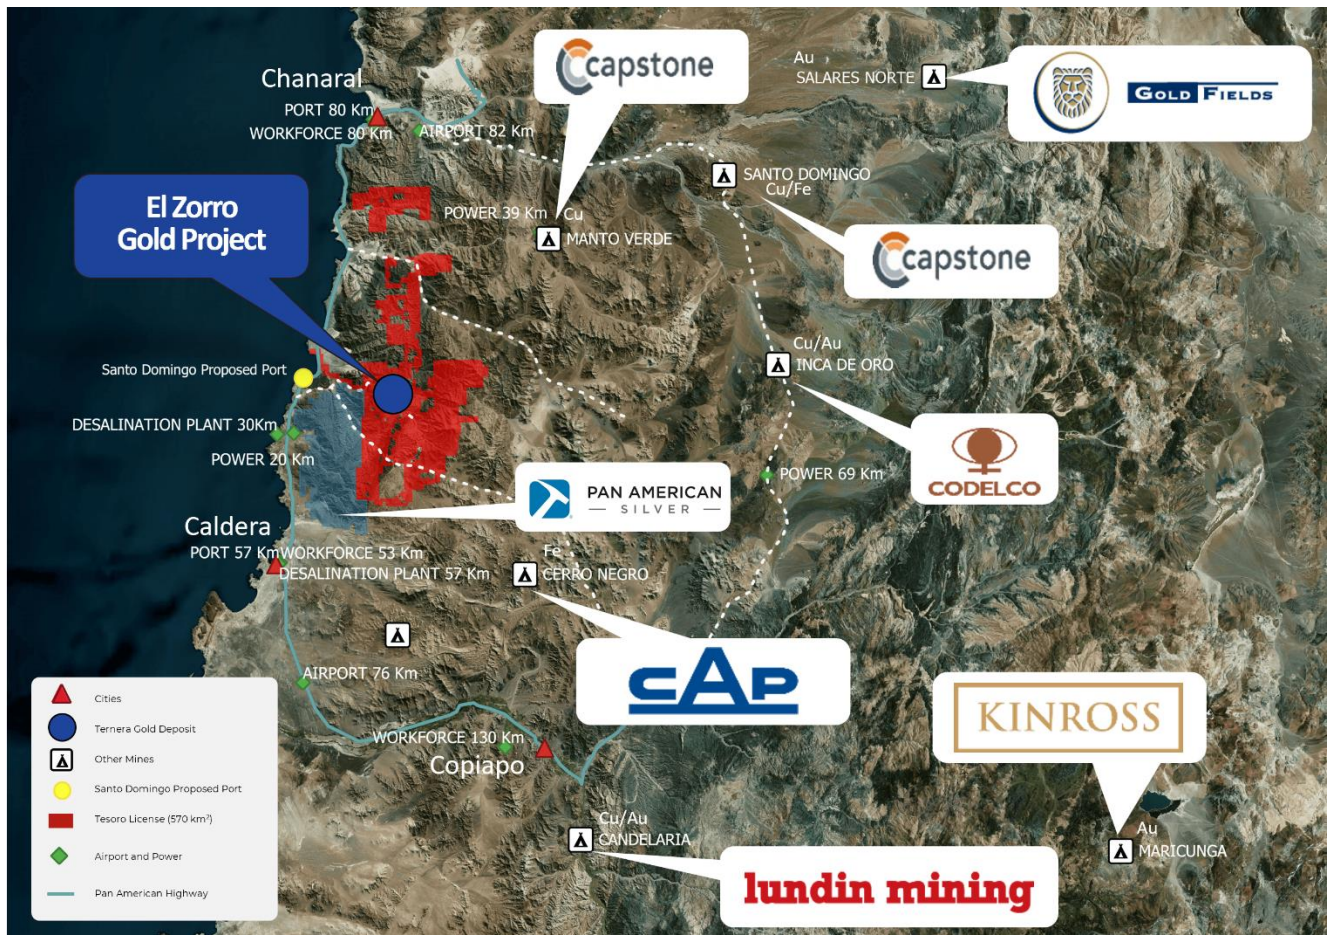 Chanaral
PORT 80 Km
WORKFORCE 80 Km
AIRPORT 82 Km
capstone
Au
SALARES NORTE
GOLD FIELDS
El Zorro
Gold Project
POWER 39 Km
Cu
MANTO VERDE
SANTO DOMINGO
Cu/Fe
capstone
Santo Domingo Proposed Port
Cu/Au
INCA DE ORO
DESALINATION PLANT 30Km
POWER 20 Km
CODELCO
POWER 69 Km
PAN AMERICAN
SILVER
Caldera
PORT 57 Km
WORKFORCE 53 Km
DESALINATION PLANT 57 Km
Fe
CERRO NEGRO
CAP
AIRPORT 76 Km
WORKFORCE 130 Km
Copiapo
KINROSS
Cu/Au
CANDELARIA
lundin mining
Au
MARICUNGA
Cities
Ternera Gold Deposit
Other Mines
Santo Domingo Proposed Port
Tesoro License (570 km²)
Airport and Power
Pan American Highway